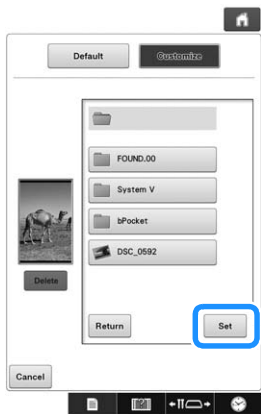 Default Customize
FOUND.00
System V
bPocket
DSC_0592
Delete
Return Set
Cancel